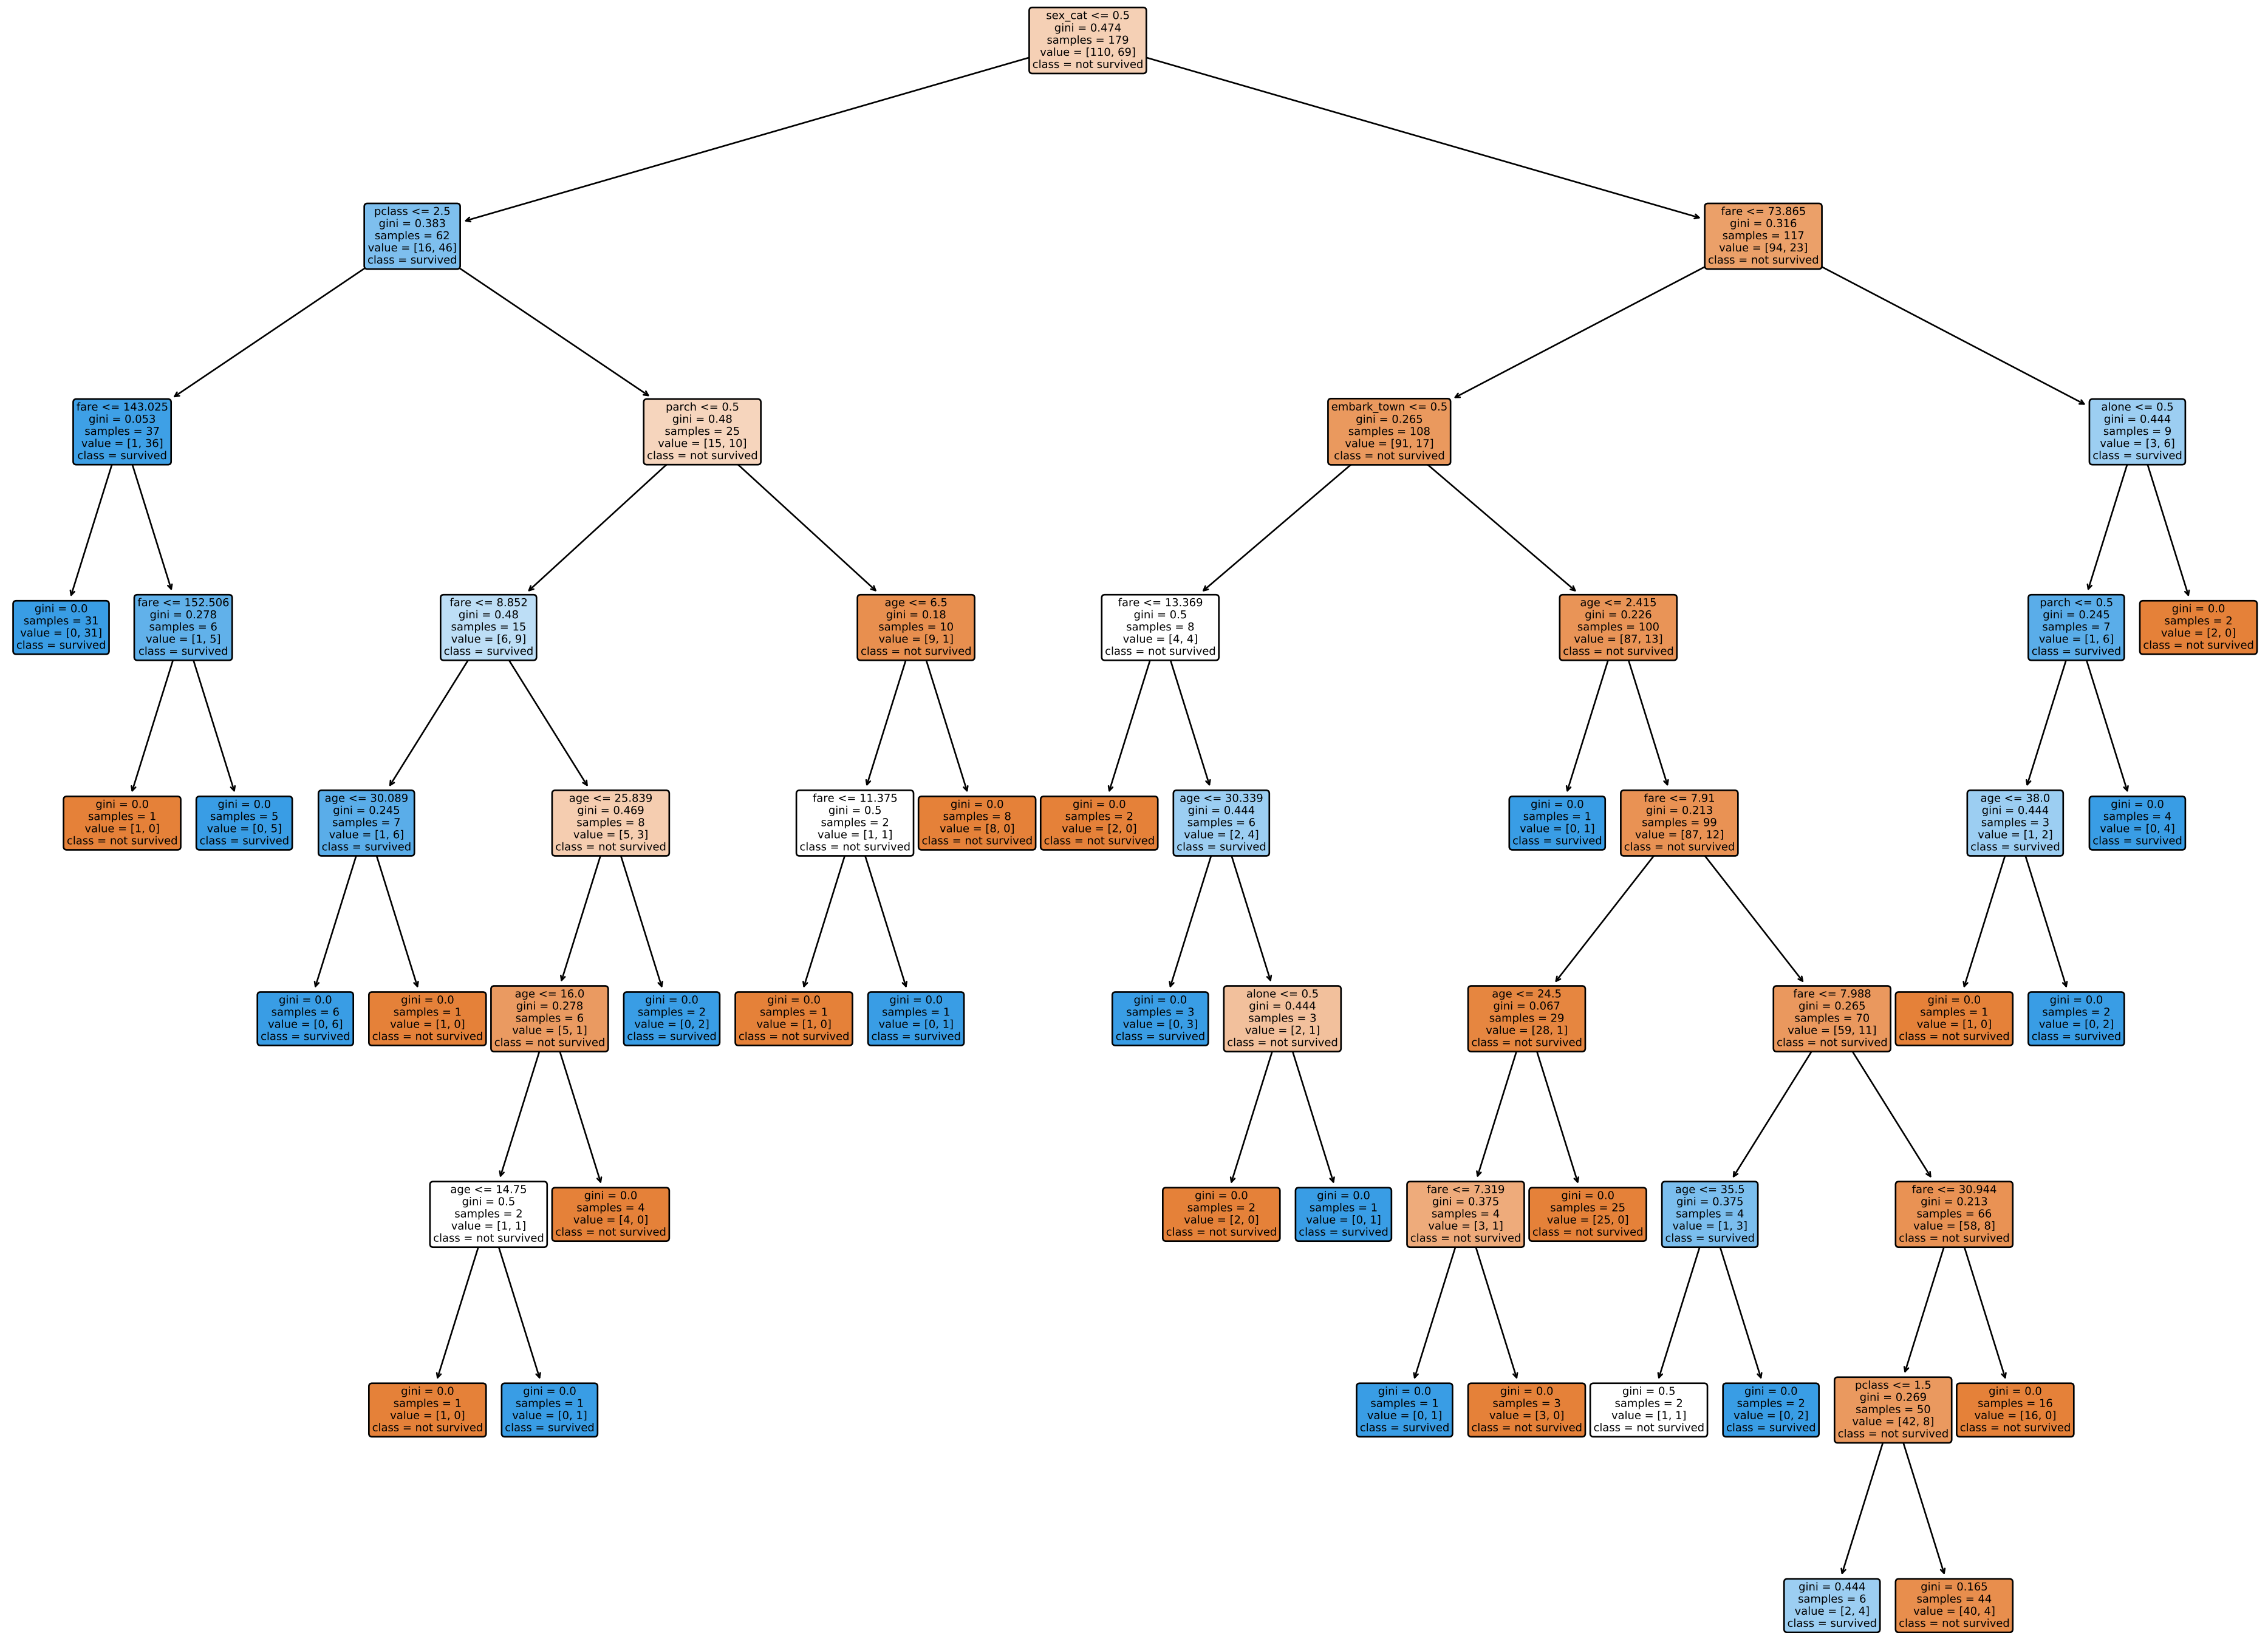 sex_cat <= 0.5
gini = 0.474
samples = 179
value = [110, 69]
class = not survived
pclass <= 2.5
gini = 0.383
samples = 62
value = [16, 46]
class = survived
fare <= 73.865
gini = 0.316
samples = 117
value = [94, 23]
class = not survived
fare <= 143.025
gini = 0.053
samples = 37
value = [1, 36]
class = survived
parch <= 0.5
gini = 0.48
samples = 25
value = [15, 10]
class = not survived
embark_town <= 0.5
gini = 0.265
samples = 108
value = [91, 17]
class = not survived
alone <= 0.5
gini = 0.444
samples = 9
value = [3, 6]
class = survived
gini = 0.0
samples = 31
value = [0, 31]
class = survived
fare <= 152.506
gini = 0.278
samples = 6
value = [1, 5]
class = survived
fare <= 8.852
gini = 0.48
samples = 15
value = [6, 9]
class = survived
age <= 6.5
gini = 0.18
samples = 10
value = [9, 1]
class = not survived
fare <= 13.369
gini = 0.5
samples = 8
value = [4, 4]
class = not survived
age <= 2.415
gini = 0.226
samples = 100
value = [87, 13]
class = not survived
parch <= 0.5
gini = 0.245
samples = 7
value = [1, 6]
class = survived
gini = 0.0
samples = 2
value = [2, 0]
class = not survived
gini = 0.0
samples = 1
value = [1, 0]
class = not survived
gini = 0.0
samples = 5
value = [0, 5]
class = survived
age <= 30.089
gini = 0.245
samples = 7
value = [1, 6]
class = survived
age <= 25.839
gini = 0.469
samples = 8
value = [5, 3]
class = not survived
fare <= 11.375
gini = 0.5
samples = 2
value = [1, 1]
class = not survived
gini = 0.0
samples = 8
value = [8, 0]
class = not survived
gini = 0.0
samples = 2
value = [2, 0]
class = not survived
age <= 30.339
gini = 0.444
samples = 6
value = [2, 4]
class = survived
gini = 0.0
samples = 1
value = [0, 1]
class = survived
fare <= 7.91
gini = 0.213
samples = 99
value = [87, 12]
class = not survived
age <= 38.0
gini = 0.444
samples = 3
value = [1, 2]
class = survived
gini = 0.0
samples = 4
value = [0, 4]
class = survived
gini = 0.0
samples = 6
value = [0, 6]
class = survived
gini = 0.0
samples = 1
value = [1, 0]
class = not survived
age <= 16.0
gini = 0.278
samples = 6
value = [5, 1]
class = not survived
gini = 0.0
samples = 2
value = [0, 2]
class = survived
gini = 0.0
samples = 1
value = [1, 0]
class = not survived
gini = 0.0
samples = 1
value = [0, 1]
class = survived
gini = 0.0
samples = 3
value = [0, 3]
class = survived
alone <= 0.5
gini = 0.444
samples = 3
value = [2, 1]
class = not survived
age <= 24.5
gini = 0.067
samples = 29
value = [28, 1]
class = not survived
fare <= 7.988
gini = 0.265
samples = 70
value = [59, 11]
class = not survived
gini = 0.0
samples = 1
value = [1, 0]
class = not survived
gini = 0.0
samples = 2
value = [0, 2]
class = survived
age <= 14.75
gini = 0.5
samples = 2
value = [1, 1]
class = not survived
gini = 0.0
samples = 4
value = [4, 0]
class = not survived
gini = 0.0
samples = 2
value = [2, 0]
class = not survived
gini = 0.0
samples = 1
value = [0, 1]
class = survived
fare <= 7.319
gini = 0.375
samples = 4
value = [3, 1]
class = not survived
gini = 0.0
samples = 25
value = [25, 0]
class = not survived
age <= 35.5
gini = 0.375
samples = 4
value = [1, 3]
class = survived
fare <= 30.944
gini = 0.213
samples = 66
value = [58, 8]
class = not survived
gini = 0.0
samples = 1
value = [1, 0]
class = not survived
gini = 0.0
samples = 1
value = [0, 1]
class = survived
gini = 0.0
samples = 1
value = [0, 1]
class = survived
gini = 0.0
samples = 3
value = [3, 0]
class = not survived
gini = 0.5
samples = 2
value = [1, 1]
class = not survived
gini = 0.0
samples = 2
value = [0, 2]
class = survived
pclass <= 1.5
gini = 0.269
samples = 50
value = [42, 8]
class = not survived
gini = 0.0
samples = 16
value = [16, 0]
class = not survived
gini = 0.444
samples = 6
value = [2, 4]
class = survived
gini = 0.165
samples = 44
value = [40, 4]
class = not survived